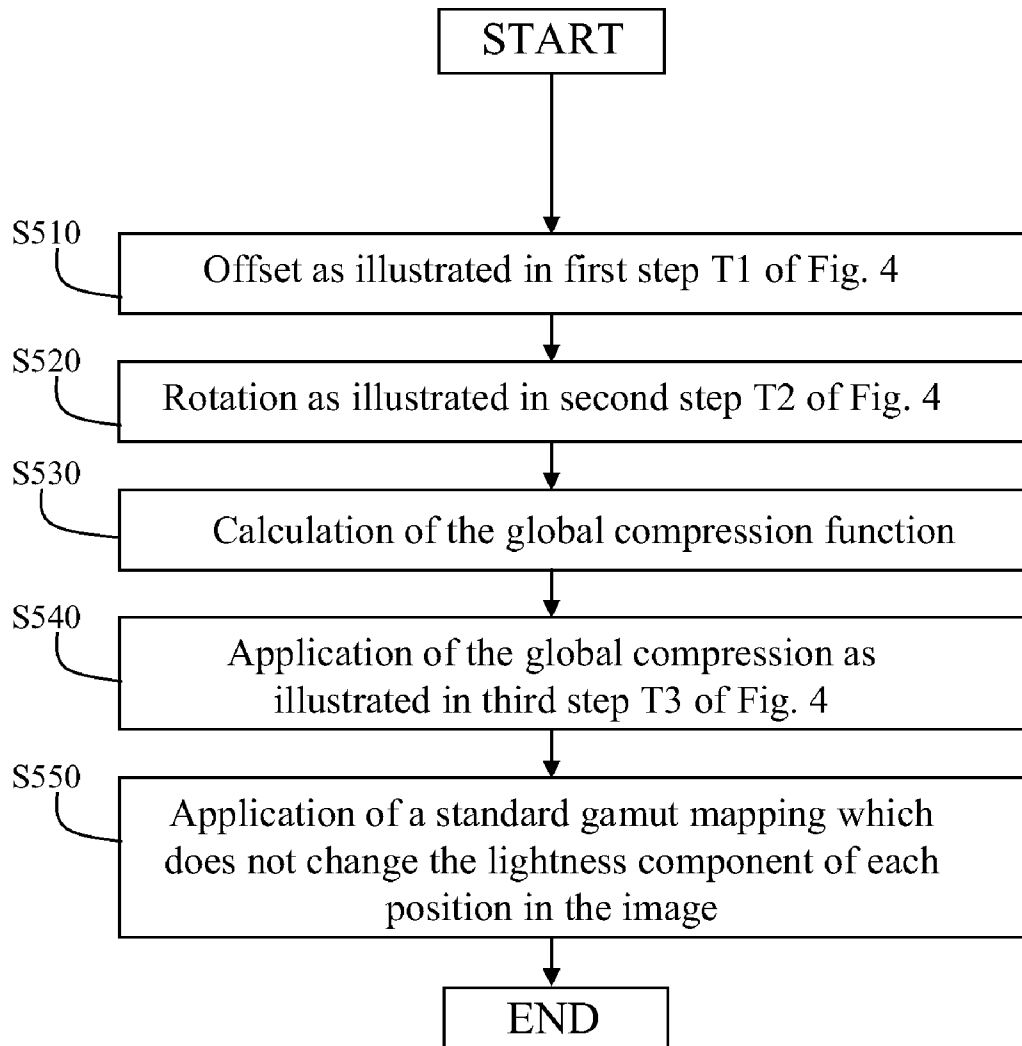 START
S510
Offset as illustrated in first step T1 of Fig. 4
S520
Rotation as illustrated in second step T2 of Fig. 4
S530
Calculation of the global compression function
S540
Application of the global compression as
illustrated in third step T3 of Fig. 4
S550
Application of a standard gamut mapping which
does not change the lightness component of each
position in the image
END